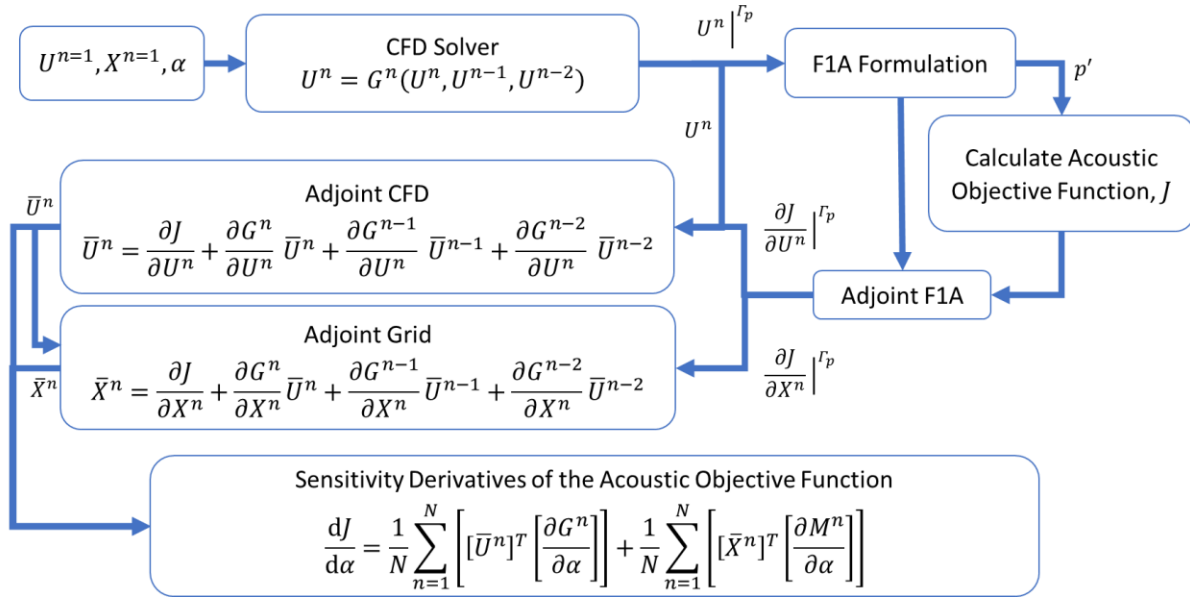 U^{n=1}, X^{n=1}, α
CFD Solver
U^n = G^n(U^n, U^{n-1}, U^{n-2})
U^n|^{Γ_p}
F1A Formulation
p′
U^n
Calculate Acoustic
Objective Function, J
Adjoint CFD
Ū^n = ∂J/∂U^n + ∂G^n/∂U^n Ū^n + ∂G^{n-1}/∂U^n Ū^{n-1} + ∂G^{n-2}/∂U^n Ū^{n-2}
Ū^n
∂J/∂U^n|^{Γ_p}
Adjoint F1A
Adjoint Grid
X̄^n = ∂J/∂X^n + ∂G^n/∂X^n Ū^n + ∂G^{n-1}/∂X^n Ū^{n-1} + ∂G^{n-2}/∂X^n Ū^{n-2}
X̄^n
∂J/∂X^n|^{Γ_p}
Sensitivity Derivatives of the Acoustic Objective Function
dJ/dα = 1/N ∑_{n=1}^{N} [[Ū^n]^T [∂G^n/∂α]] + 1/N ∑_{n=1}^{N} [[X̄^n]^T [∂M^n/∂α]]